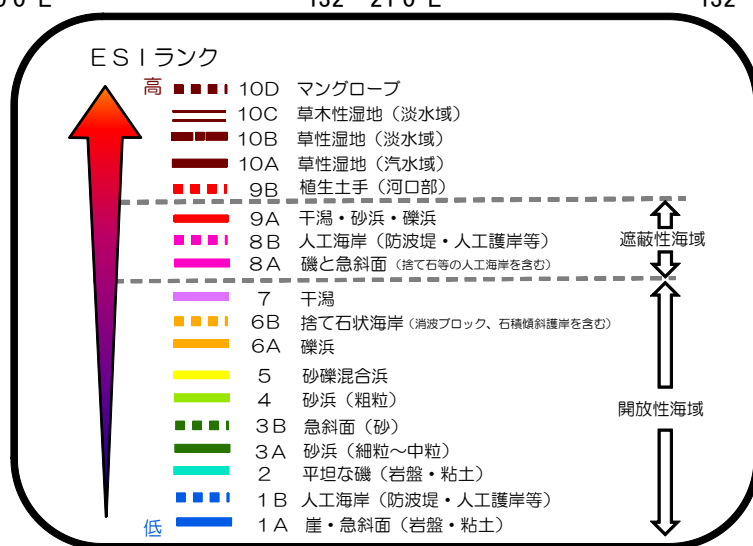 132° 21'0"E
132°
ＥＳＩランク
高 10D マングローブ
10C 草木性湿地（淡水域）
10B 草性湿地（淡水域）
10A 草性湿地（汽水域）
9B 植生土手（河口部）
9A 干潟・砂浜・礫浜
8B 人工海岸（防波堤・人工護岸等）
遮蔽性海域
8A 磯と急斜面（捨て石等の人工海岸を含む）
7 干潟
6B 捨て石状海岸（消波ブロック、石積傾斜護岸を含む）
6A 礫浜
5 砂礫混合浜
4 砂浜（粗粒）
開放性海域
3B 急斜面（砂）
3A 砂浜（細粒～中粒）
2 平坦な磯（岩盤・粘土）
1B 人工海岸（防波堤・人工護岸等）
低 1A 崖・急斜面（岩盤・粘土）